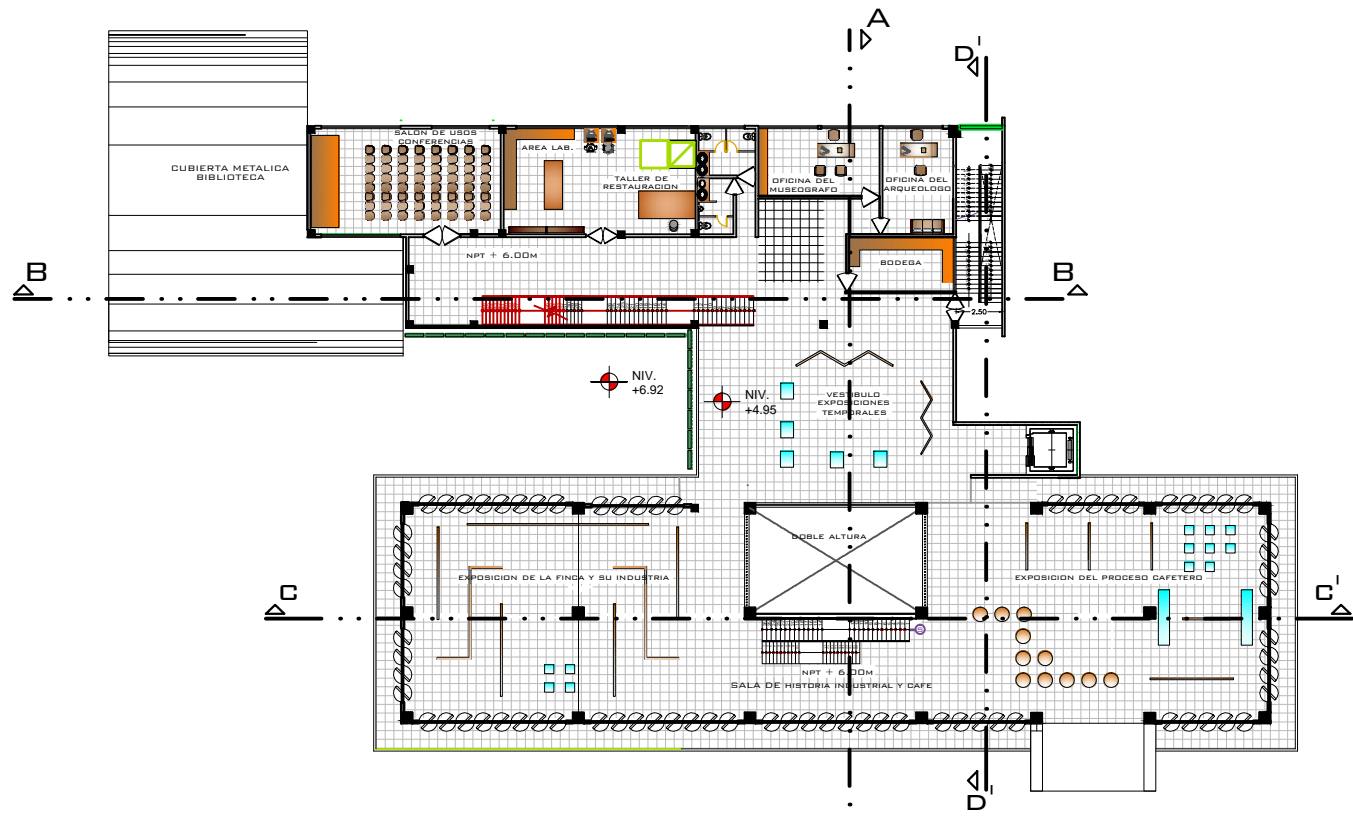 A
D'
SALON DE USOS
CONFERENCIAS
AREA LAB.
CUBIERTA METALICA
BIBLIOTECA
TALLER DE
RESTAURACION
OFICINA DEL
MUSEOGRAFO
OFICINA DEL
ARQUEOLOGO
NPT + 6.00M
BODEGA
B
B
2.50
NIV.
+6.92
NIV.
+4.95
VESTIBULO
EXPOSICIONES
TEMPORALES
DOBLE ALTURA
EXPOSICION DE LA FINCA Y SU INDUSTRIA
EXPOSICION DEL PROCESO CAFETERO
C
C'
NPT + 6.00M
SALA DE HISTORIA INDUSTRIAL Y CAFE
D'